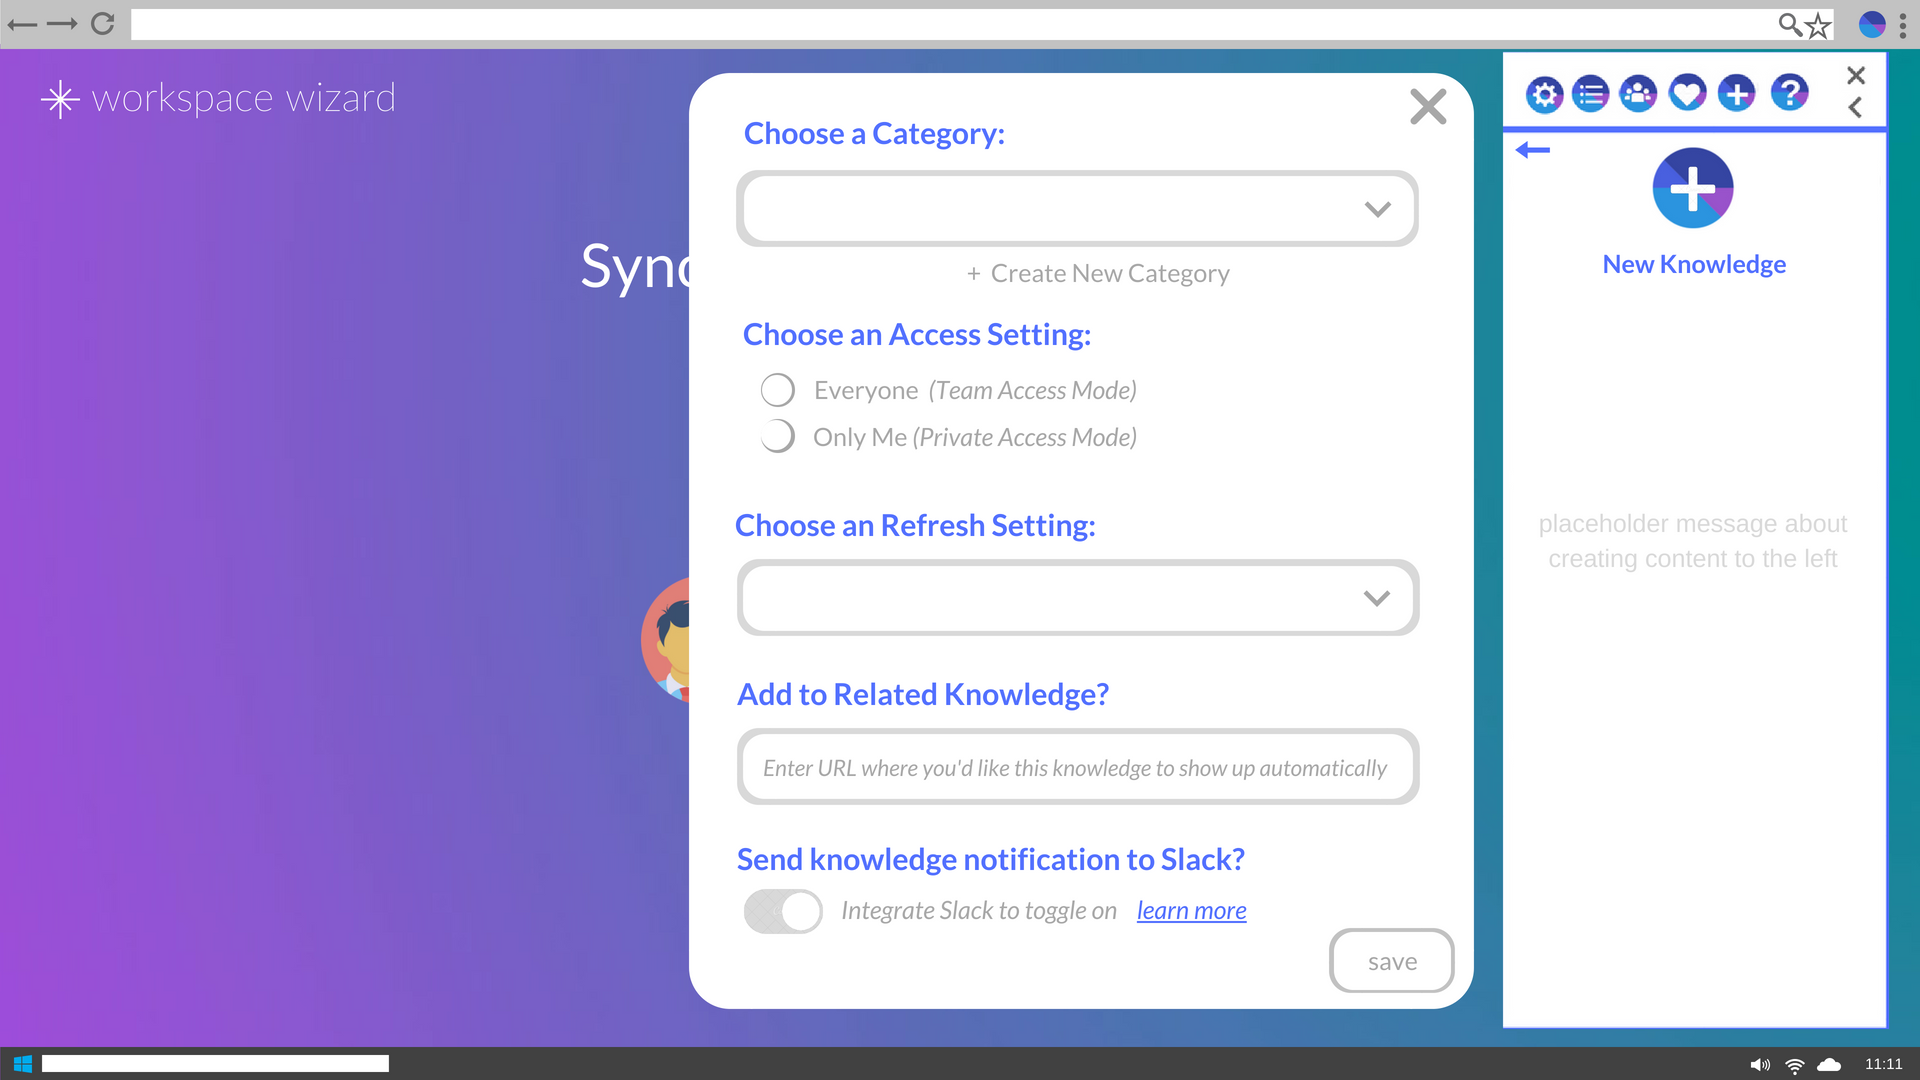 workspace wizard
Choose a Category:
+ Create New Category
Choose an Access Setting:
Everyone (Team Access Mode)
Only Me (Private Access Mode)
Choose an Refresh Setting:
Add to Related Knowledge?
Enter URL where you'd like this knowledge to show up automatically
Send knowledge notification to Slack?
Integrate Slack to toggle on learn more
save
New Knowledge
placeholder message about
creating content to the left
11:11